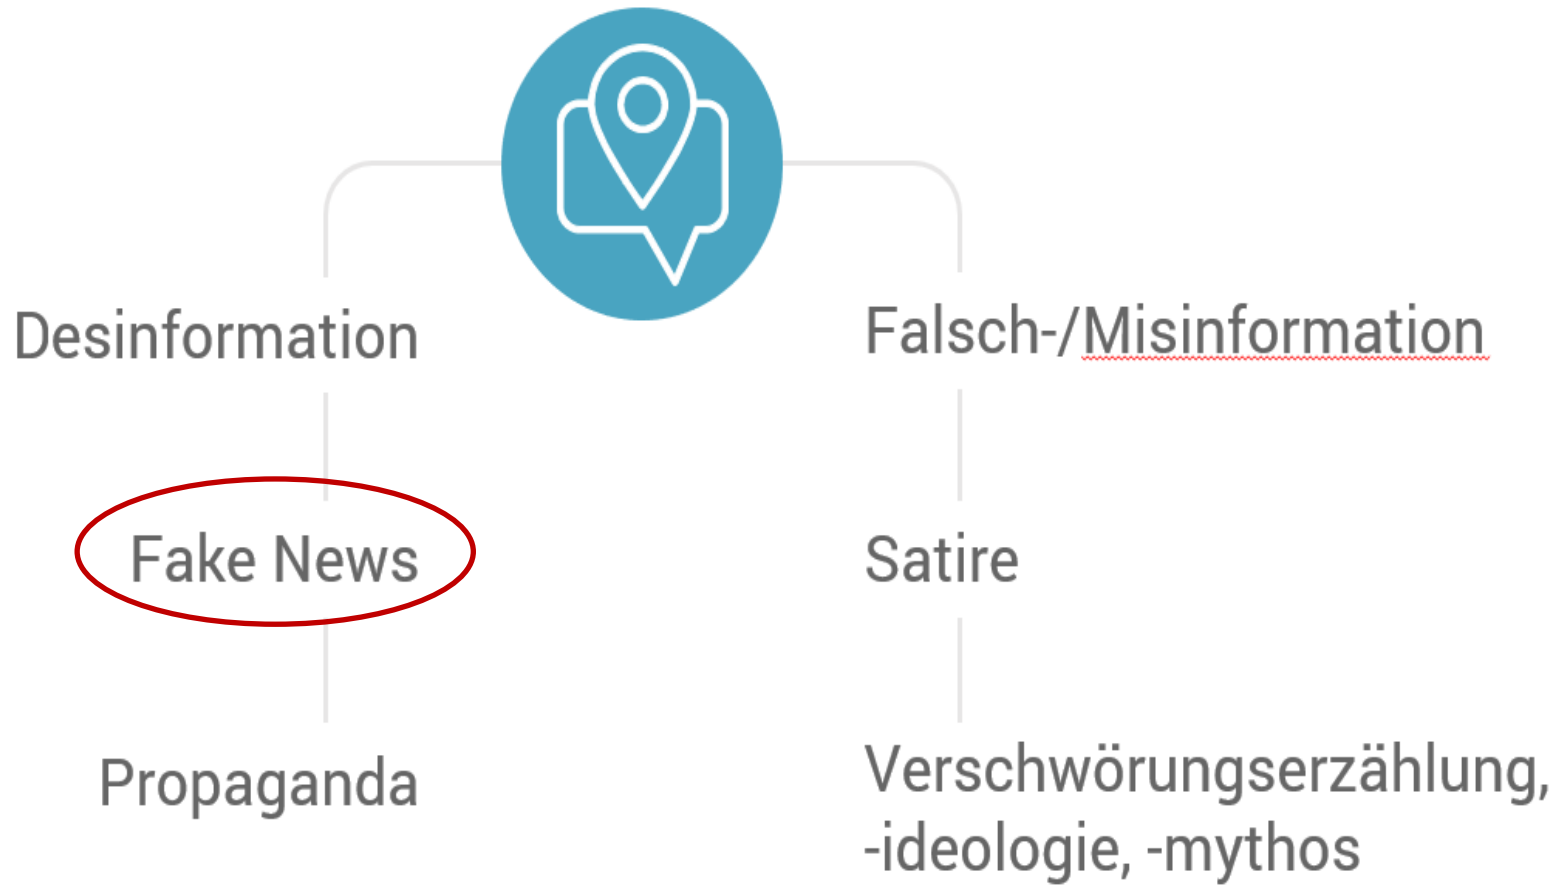 Desinformation
Falsch-/Misinformation
Fake News
Satire
Propaganda
Verschwörungserzählung,
-ideologie, -mythos